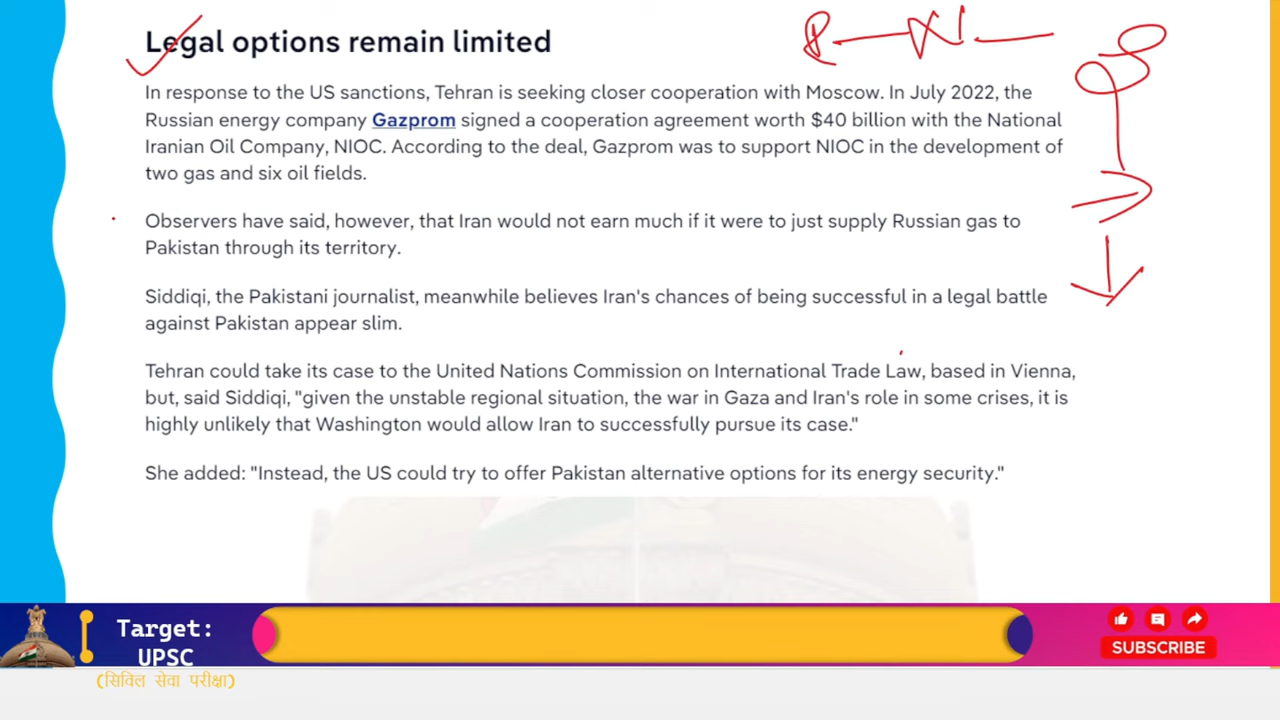 Legal options remain limited
In response to the US sanctions, Tehran is seeking closer cooperation with Moscow. In July 2022, the
Russian energy company Gazprom signed a cooperation agreement worth $40 billion with the National
Iranian Oil Company, NIOC. According to the deal, Gazprom was to support NIOC in the development of
two gas and six oil fields.
Observers have said, however, that Iran would not earn much if it were to just supply Russian gas to
Pakistan through its territory.
Siddiqi, the Pakistani journalist, meanwhile believes Iran's chances of being successful in a legal battle
against Pakistan appear slim.
Tehran could take its case to the United Nations Commission on International Trade Law, based in Vienna,
but, said Siddiqi, "given the unstable regional situation, the war in Gaza and Iran's role in some crises, it is
highly unlikely that Washington would allow Iran to successfully pursue its case."
She added: "Instead, the US could try to offer Pakistan alternative options for its energy security."
Target:
UPSC
(सिविल सेवा परीक्षा)
SUBSCRIBE